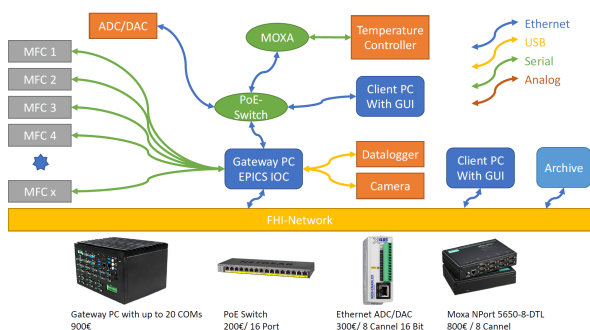 ADC/DAC
MOXA
Temperature
Controller
Ethernet
USB
Serial
Analog
MFC 1
MFC 2
MFC 3
MFC 4
MFC x
PoE-
Switch
Client PC
With GUI
Gateway PC
EPICS IOC
Datalogger
Camera
Client PC
With GUI
Archive
FHI-Network
NETGEAR
Gateway PC with up to 20 COMs
900€
PoE Switch
200€/ 16 Port
Ethernet ADC/DAC
300€/ 8 Cannel 16 Bit
Moxa NPort 5650-8-DTL
800€/ 8 Cannel